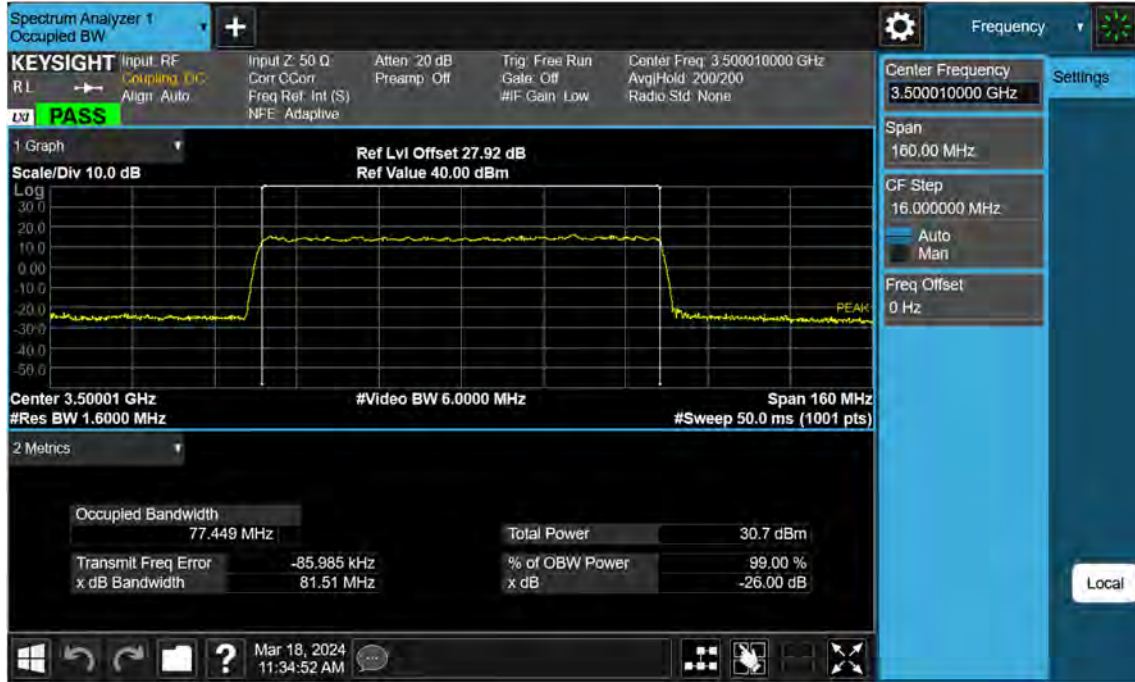 Spectrum Analyzer 1
Occupied BW
+
Frequency
KEYSIGHT
R L
LXI PASS
Input: RF
Coupling: DC
Align: Auto
Input Z: 50 Ω
Corr CCorr
Freq Ref: Int (S)
NFE: Adaptive
Atten: 20 dB
Preamp: Off
Trig: Free Run
Gate: Off
#IF Gain: Low
Center Freq: 3.500010000 GHz
Avg|Hold: 200/200
Radio Std: None
1 Graph
Scale/Div 10.0 dB
Ref Lvl Offset 27.92 dB
Ref Value 40.00 dBm
Log
30.0
20.0
10.0
0.00
-10.0
-20.0
-30.0
-40.0
-50.0
PEAK
Center 3.50001 GHz
#Video BW 6.0000 MHz
Span 160 MHz
#Res BW 1.6000 MHz
#Sweep 50.0 ms (1001 pts)
2 Metrics
Occupied Bandwidth
77.449 MHz
Total Power 30.7 dBm
Transmit Freq Error -85.985 kHz
% of OBW Power 99.00 %
x dB Bandwidth 81.51 MHz
x dB -26.00 dB
Center Frequency
3.500010000 GHz
Settings
Span
160.00 MHz
CF Step
16.000000 MHz
Auto
Man
Freq Offset
0 Hz
Local
?
Mar 18, 2024
11:34:52 AM